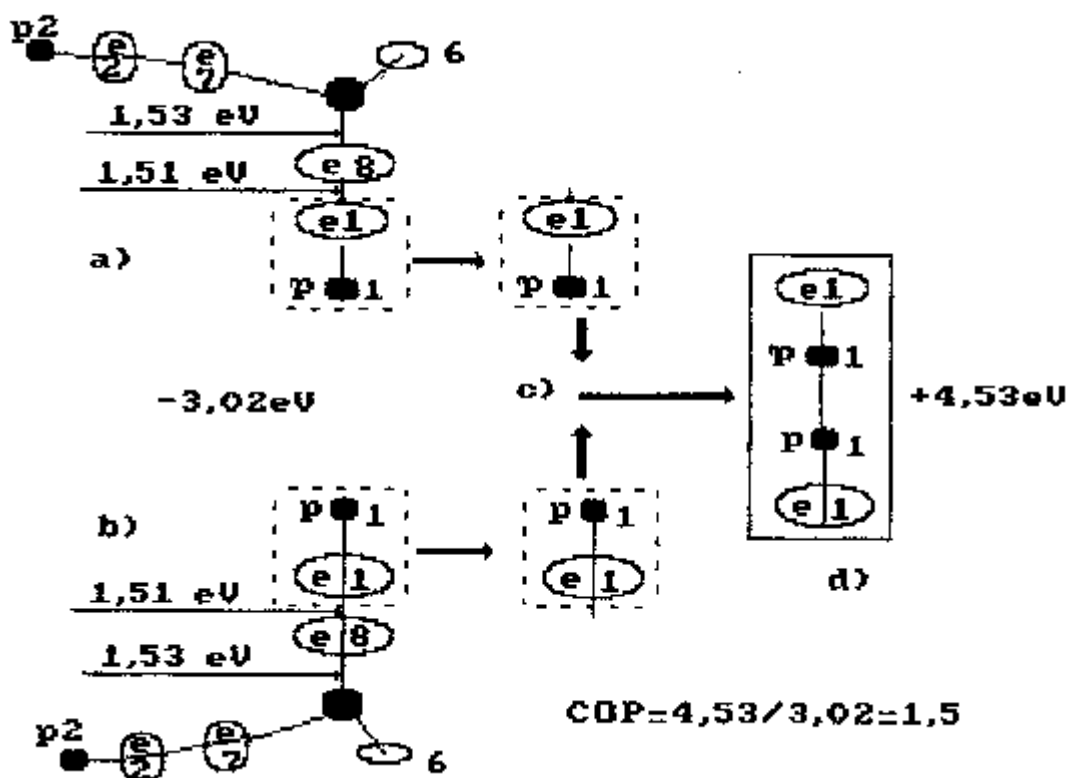 p2
e 2
e 7
6
1,53 eV
e 8
1,51 eV
e1
e1
a)
p 1
p 1
e1
p 1
c)
-3,02eV
+4,53eV
p 1
e 1
p 1
p 1
b)
e 1
e 1
d)
1,51 eV
e 8
1,53 eV
COP=4,53/3,02=1,5
p2
e
e 7
6